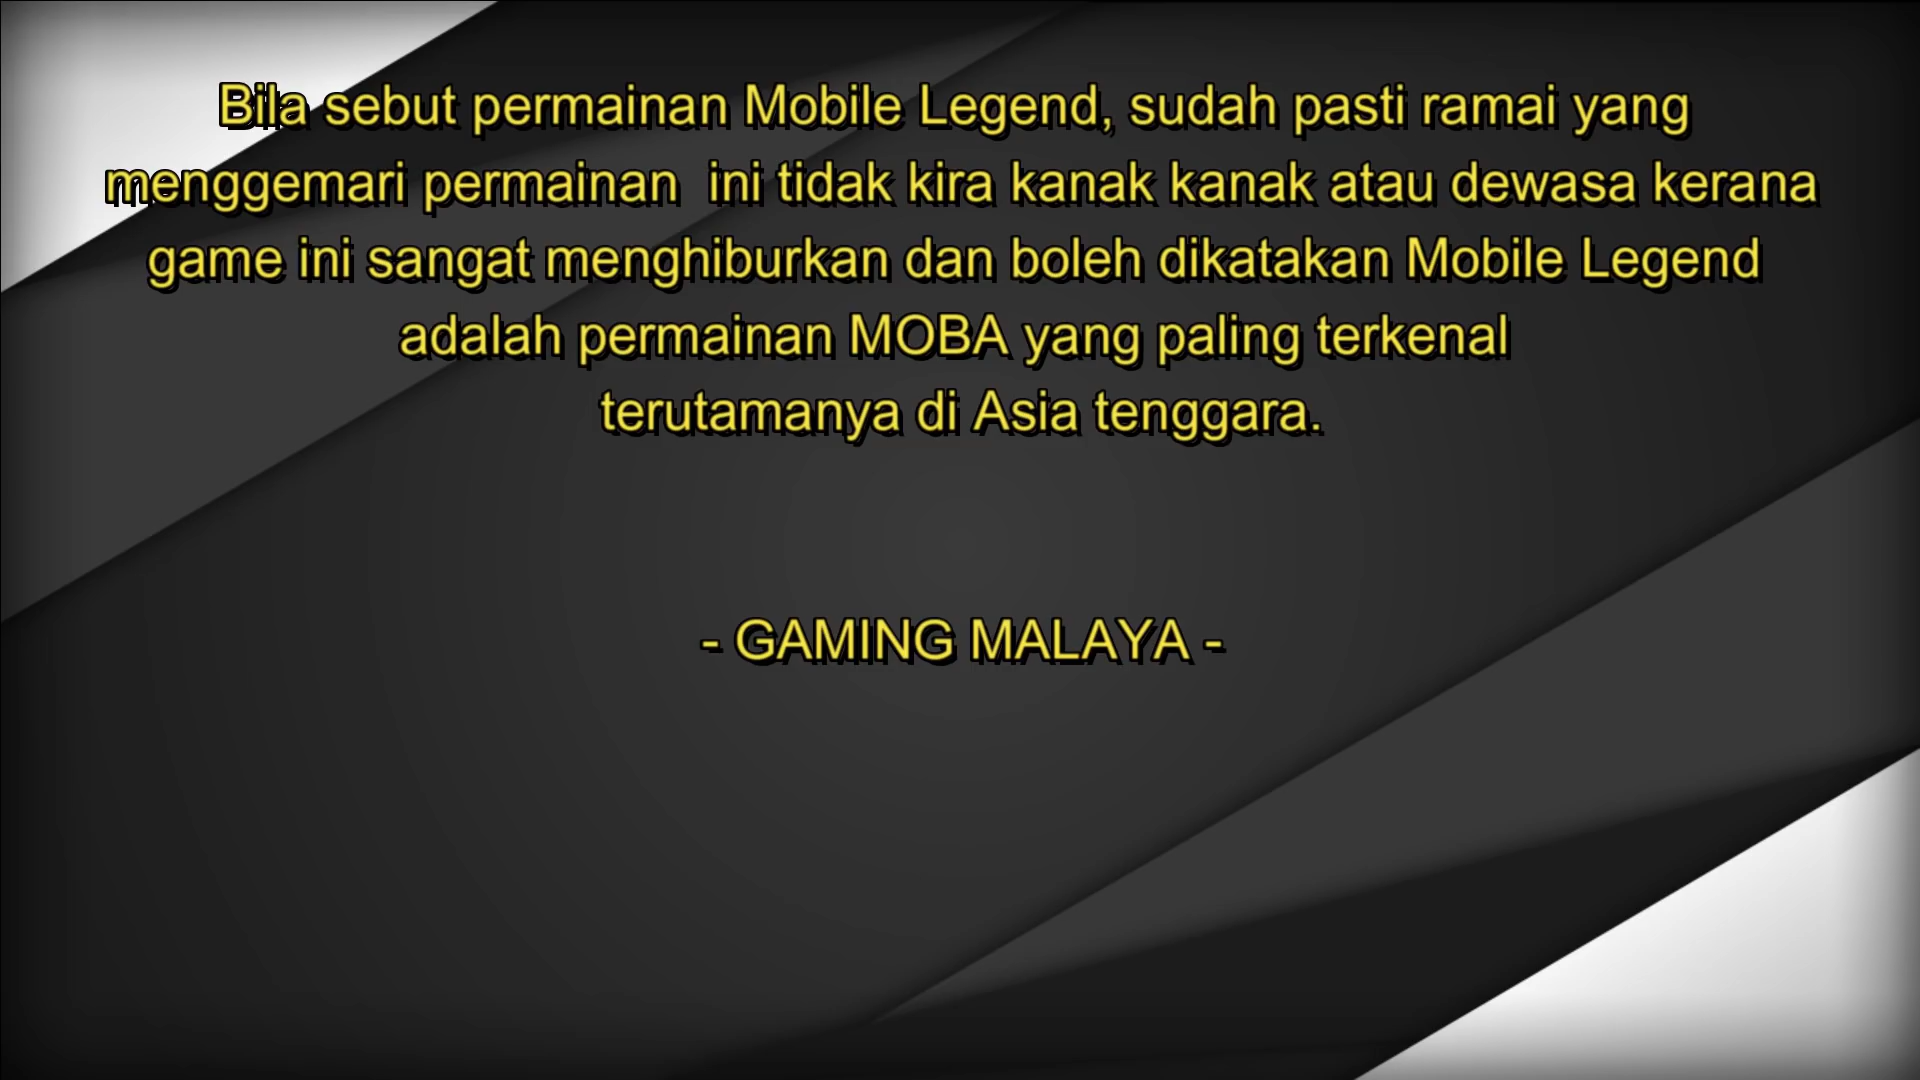 Bila sebut permainan Mobile Legend, sudah pasti ramai yang
menggemari permainan  ini tidak kira kanak kanak atau dewasa kerana
game ini sangat menghiburkan dan boleh dikatakan Mobile Legend
adalah permainan MOBA yang paling terkenal
terutamanya di Asia tenggara.
- GAMING MALAYA -